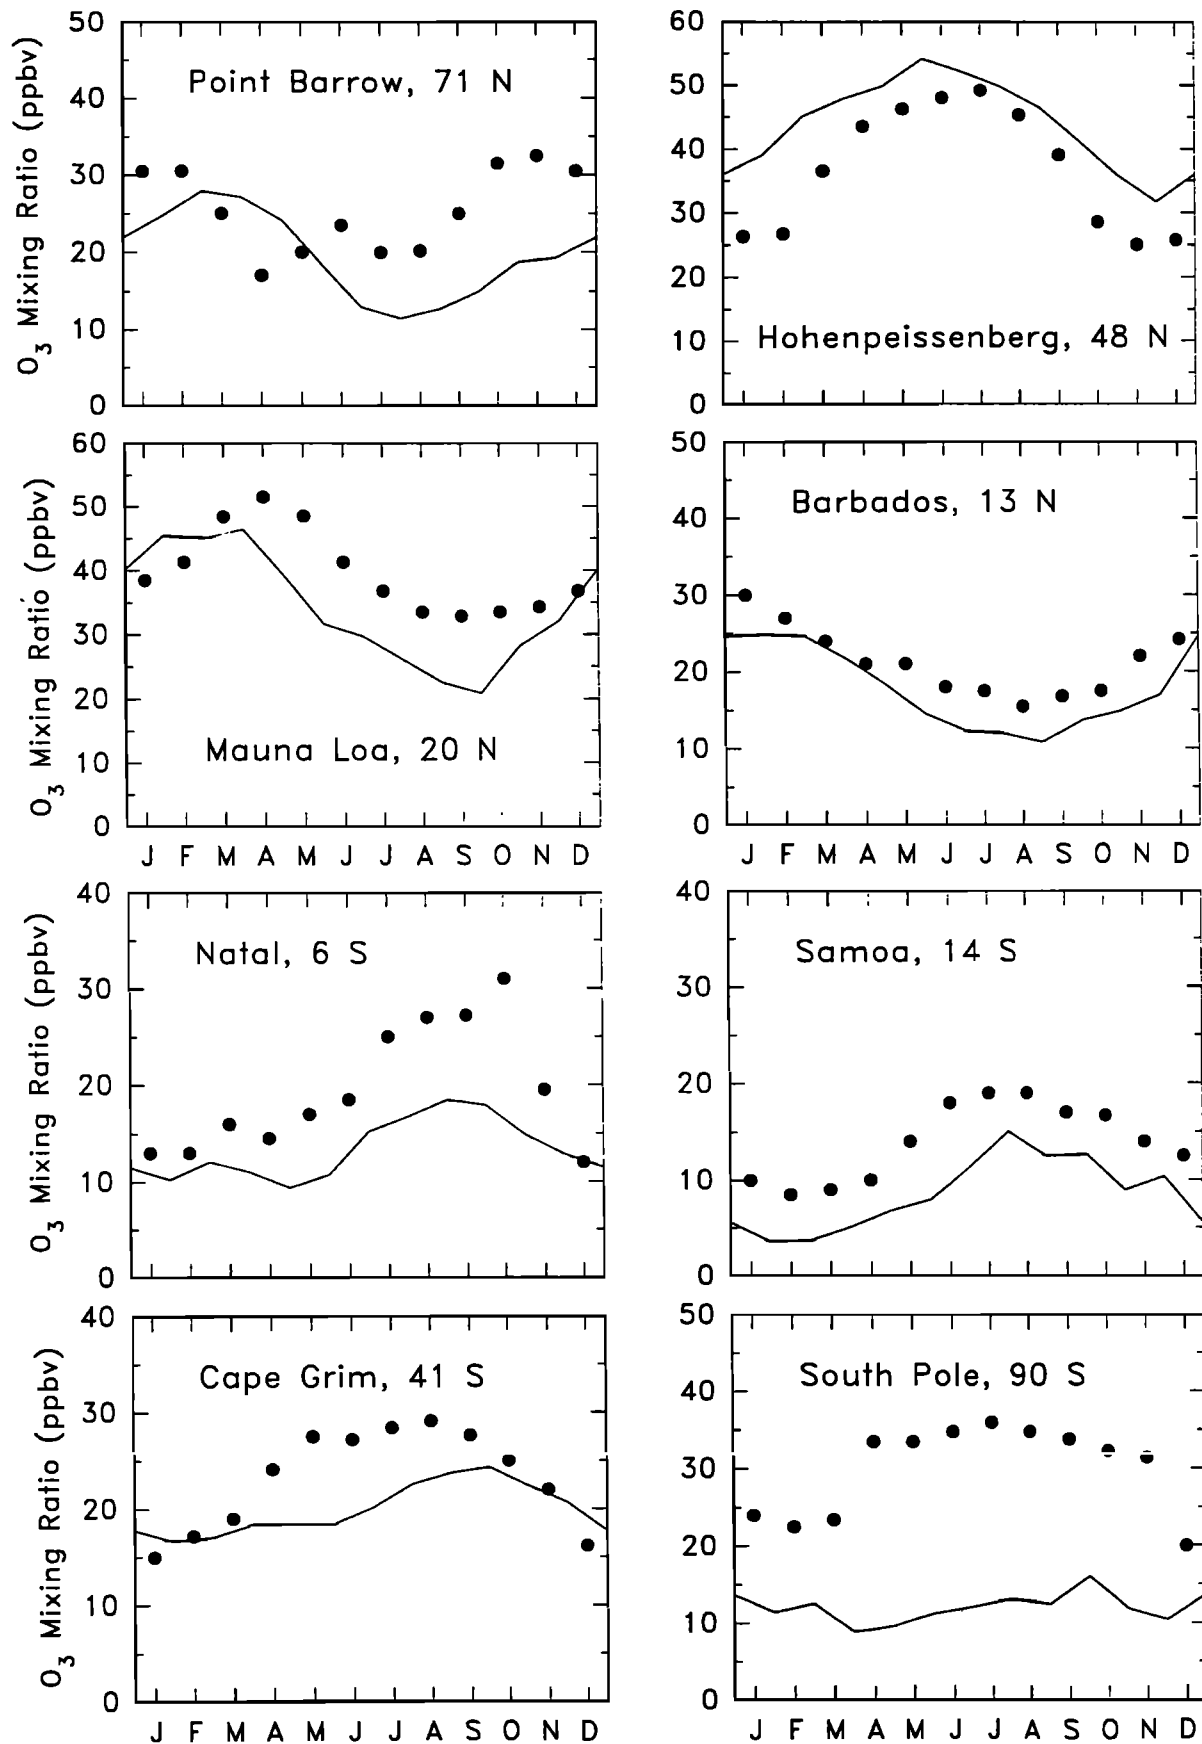 O3 Mixing Ratio (ppbv)
50
40
30
20
10
0
Point Barrow, 71 N
60
50
40
30
20
10
0
Hohenpeissenberg, 48 N
O3 Mixing Ratio (ppbv)
60
50
40
30
20
10
0
Mauna Loa, 20 N
J F M A M J J A S O N D
50
40
30
20
10
0
Barbados, 13 N
J F M A M J J A S O N D
O3 Mixing Ratio (ppbv)
40
30
20
10
0
Natal, 6 S
40
30
20
10
0
Samoa, 14 S
O3 Mixing Ratio (ppbv)
40
30
20
10
0
Cape Grim, 41 S
J F M A M J J A S O N D
50
40
30
20
10
0
South Pole, 90 S
J F M A M J J A S O N D